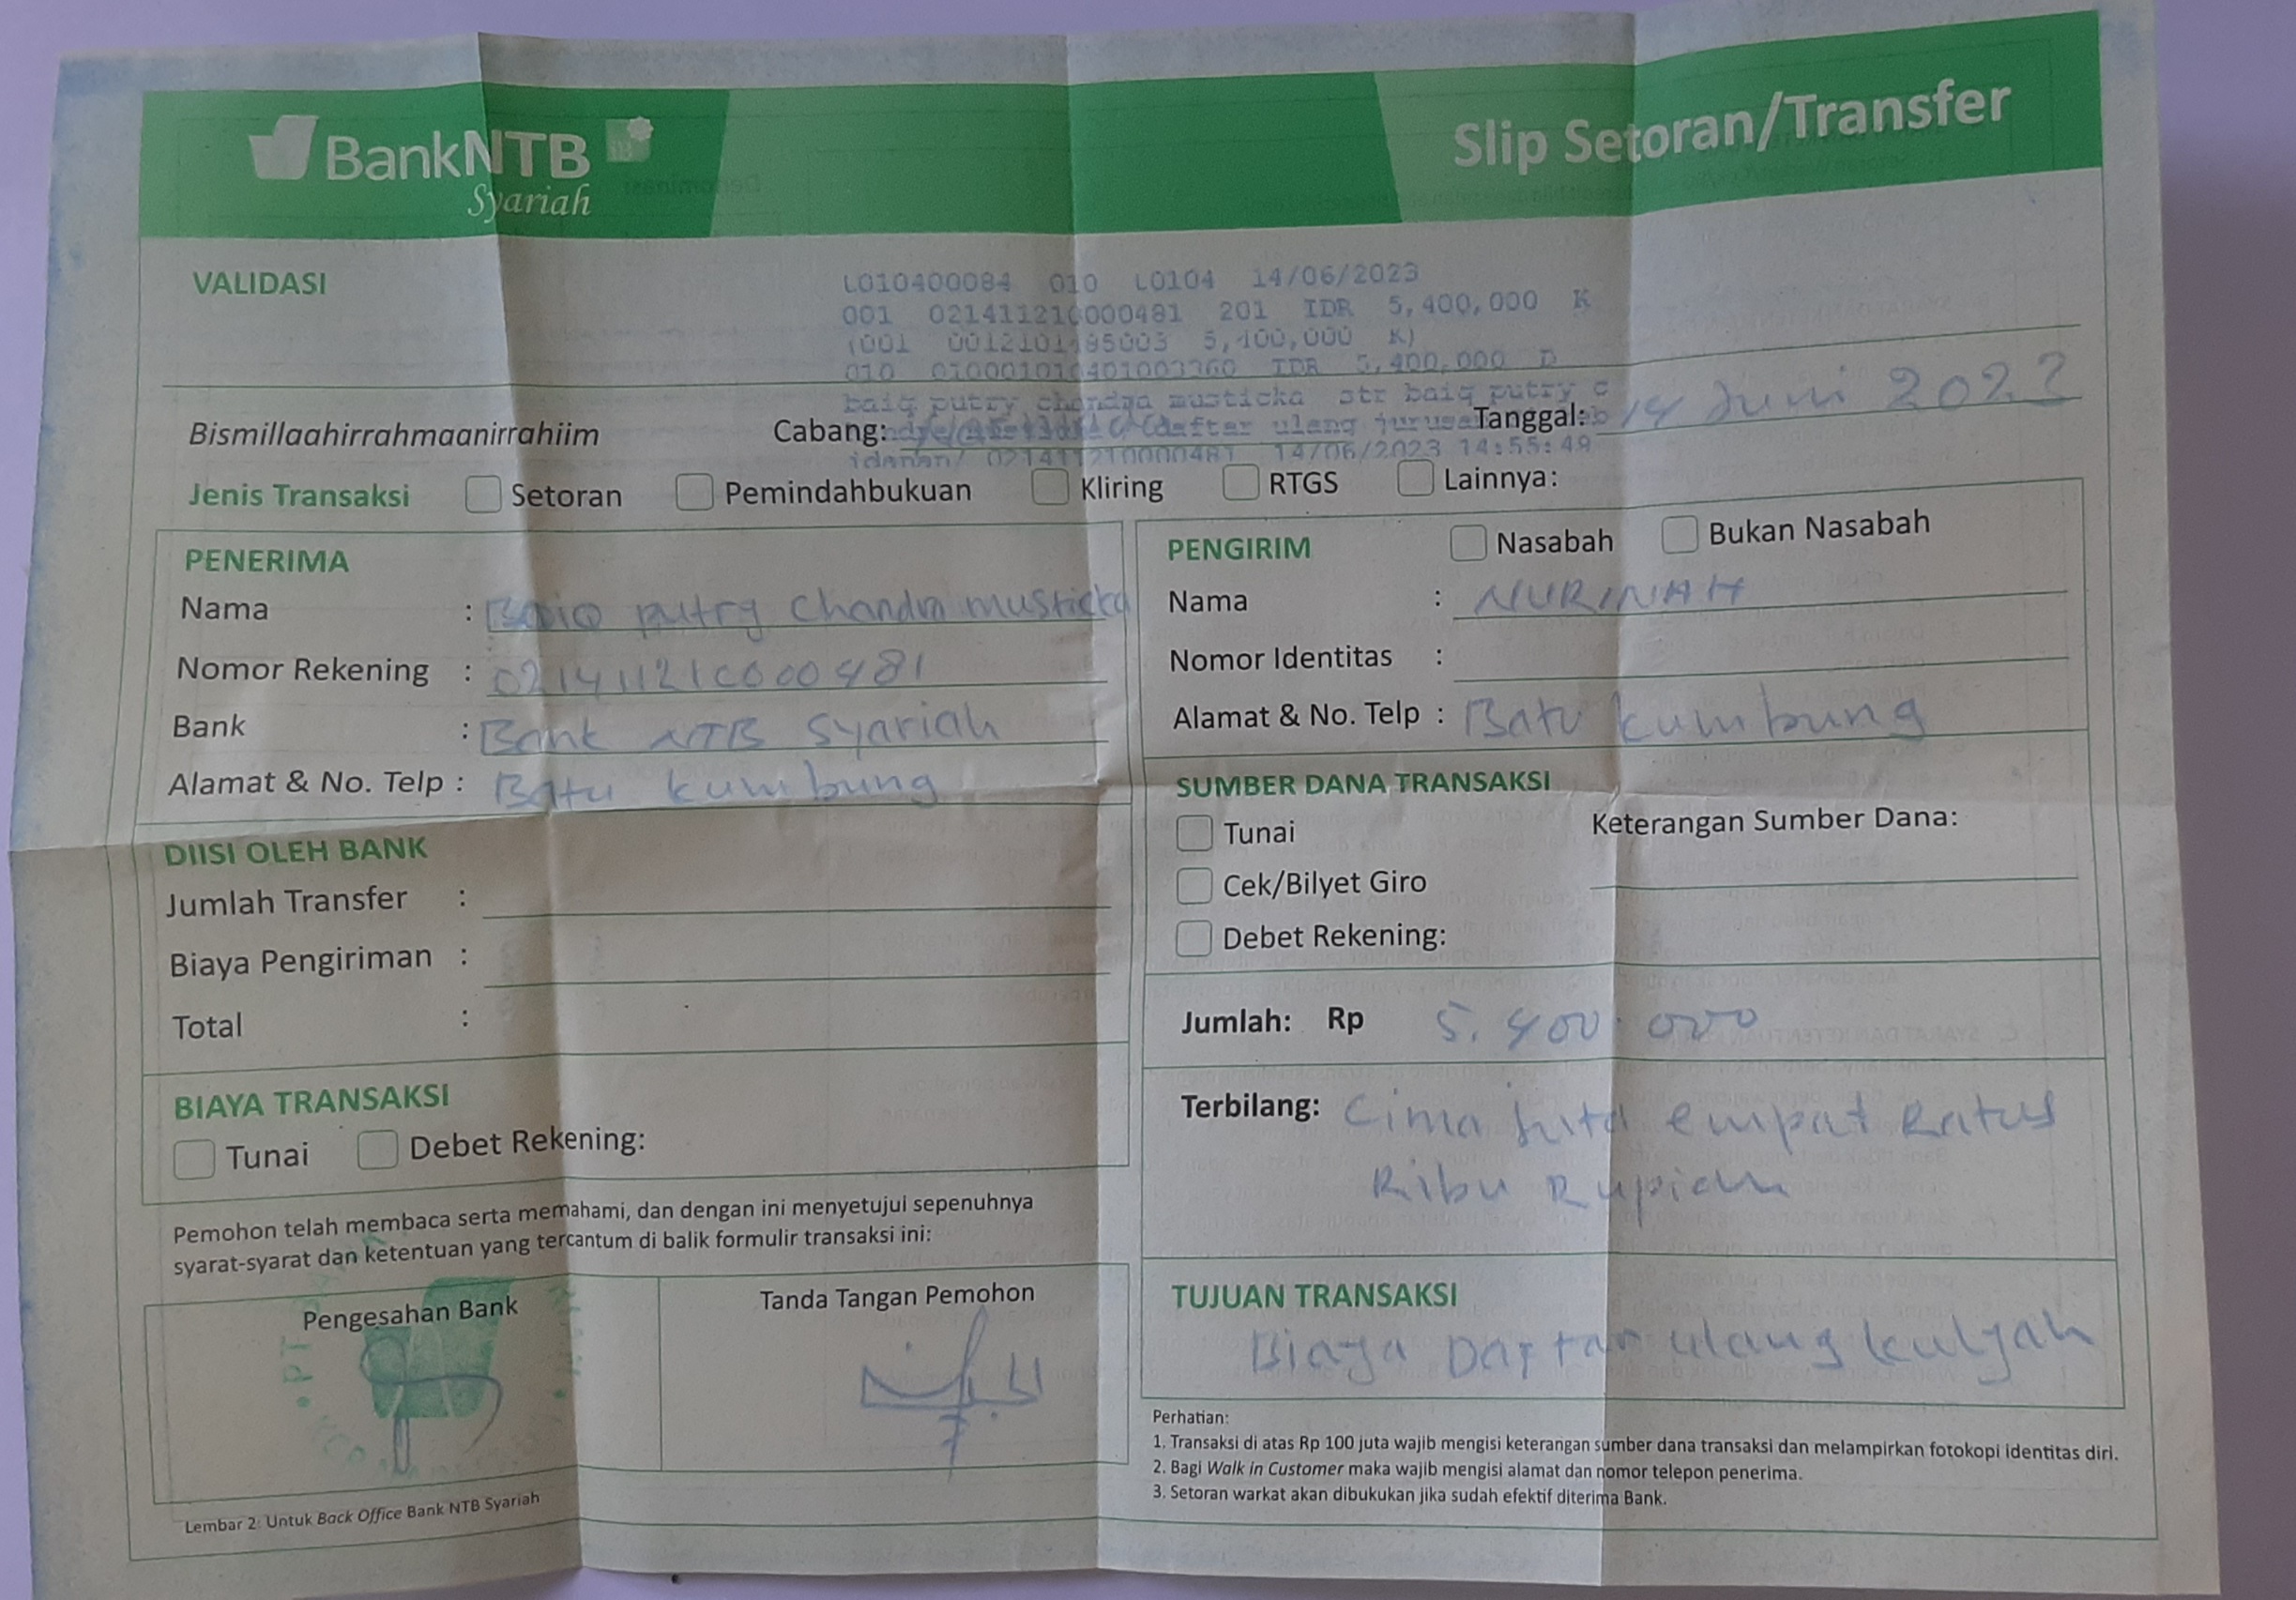 BankNTB
Syariah
Slip Setoran/Transfer
VALIDASI
L010400084 010 L0104 14/06/2023
001 021411210000481 201 IDR 5,400,000 K
(001 0012101495003 5,400,000 K)
010 010001010401003360 IDR 5,400,000 D
baiq putry chandra musticka str baiq putry c
daftar ulang
021411210000481 14/06/2023 14:55:49
Bismillaahirrahmaanirrahiim
Cabang:
Tanggal: 14 Juni 2023
Jenis Transaksi Setoran Pemindahbukuan Kliring RTGS Lainnya:
PENERIMA
Nama : Baiq putry Chandra musticka
Nomor Rekening : 021411210000481
Bank : Bank NTB Syariah
Alamat & No. Telp : Batu kumbung
DIISI OLEH BANK
Jumlah Transfer :
Biaya Pengiriman :
Total :
BIAYA TRANSAKSI
Tunai Debet Rekening:
Pemohon telah membaca serta memahami, dan dengan ini menyetujui sepenuhnya
syarat-syarat dan ketentuan yang tercantum di balik formulir transaksi ini:
Pengesahan Bank
Tanda Tangan Pemohon
Lembar 2: Untuk Back Office Bank NTB Syariah
PENGIRIM Nasabah Bukan Nasabah
Nama : NURINAH
Nomor Identitas :
Alamat & No. Telp : Batu kumbung
SUMBER DANA TRANSAKSI
Tunai
Keterangan Sumber Dana:
Cek/Bilyet Giro
Debet Rekening:
Jumlah: Rp 5.400.000
Terbilang: Lima Juta empat Ratus
Ribu Rupiah
TUJUAN TRANSAKSI
Biaya Daftar ulang kulyah
Perhatian:
1. Transaksi di atas Rp 100 juta wajib mengisi keterangan sumber dana transaksi dan melampirkan fotokopi identitas diri.
2. Bagi Walk in Customer maka wajib mengisi alamat dan nomor telepon penerima.
3. Setoran warkat akan dibukukan jika sudah efektif diterima Bank.